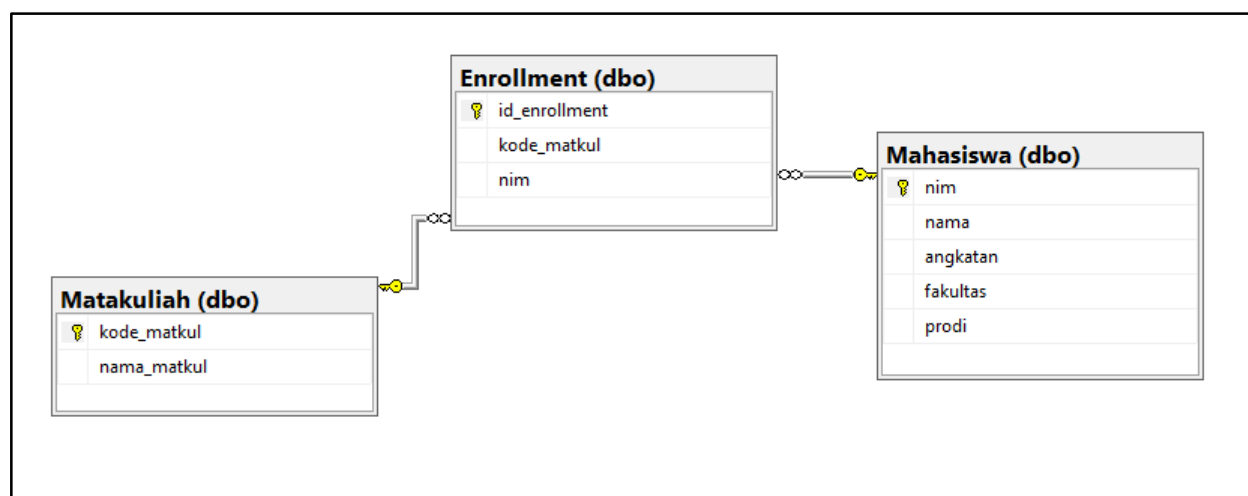 Enrollment (dbo)
id_enrollment
kode_matkul
nim
Mahasiswa (dbo)
nim
nama
angkatan
fakultas
prodi
Matakuliah (dbo)
kode_matkul
nama_matkul